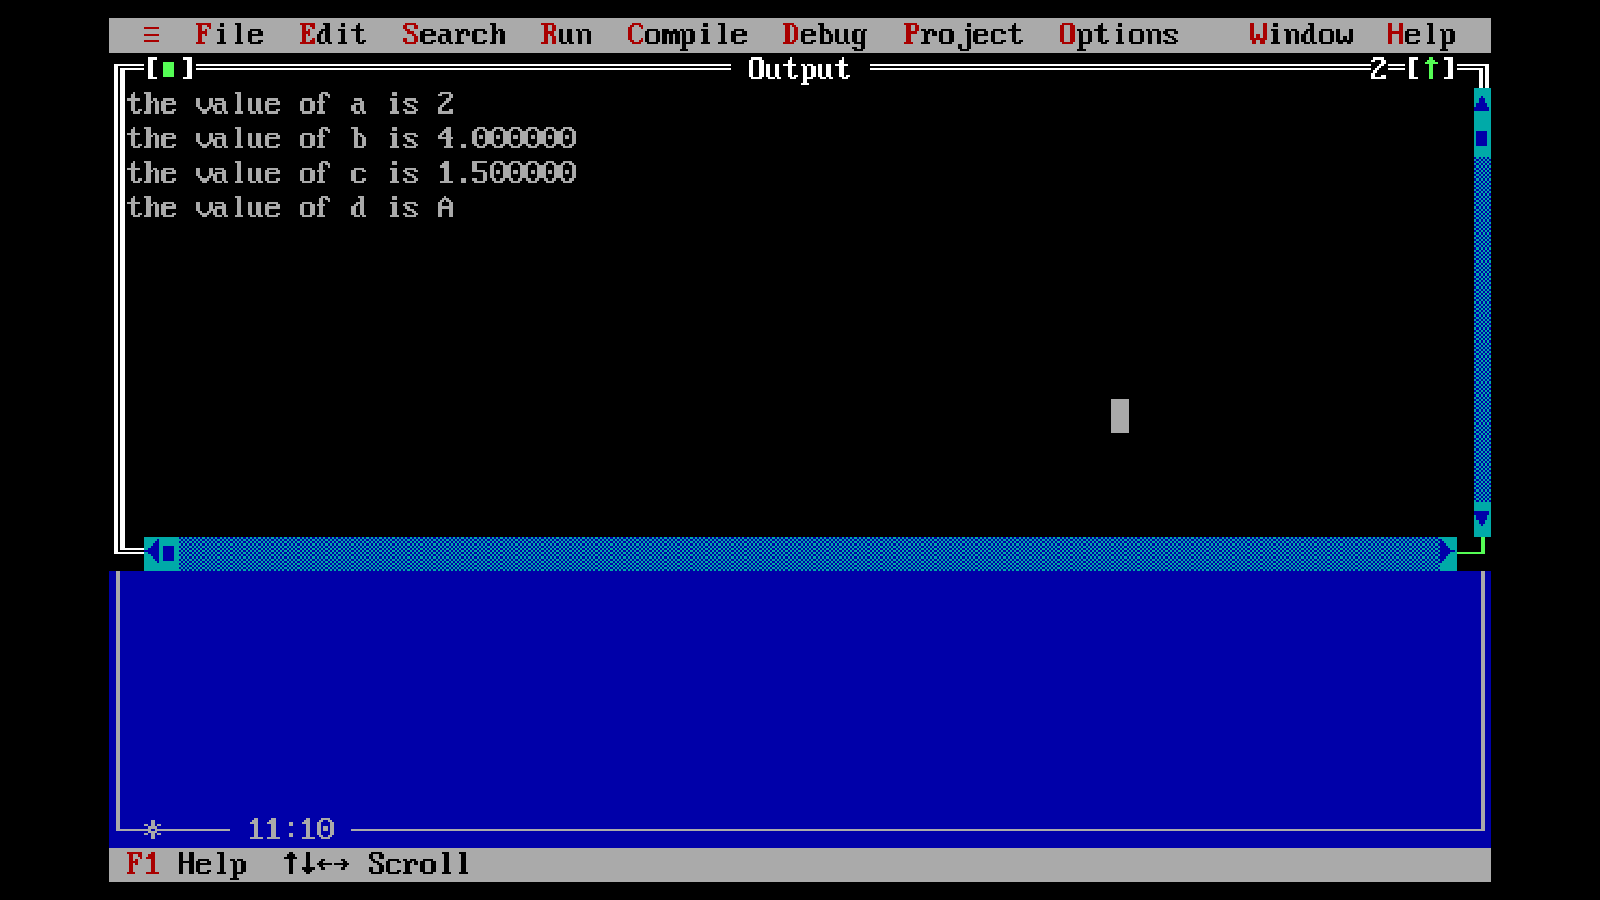 ≡ File Edit Search Run Compile Debug Project Options Window Help
[■] Output 2=[↑]
the value of a is 2
the value of b is 4.000000
the value of c is 1.500000
the value of d is A
11:10
F1 Help ↑↓←→ Scroll